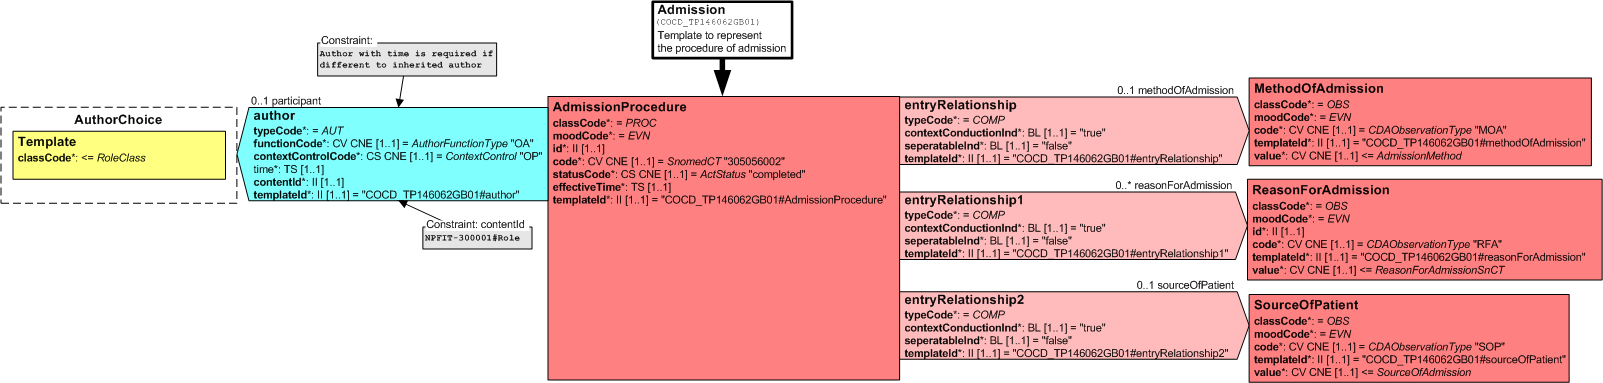 Admission
(COCD_TP146062GB01)
Template to represent
the procedure of admission
Constraint:
Author with time is required if
different to inherited author
0..1 participant
AuthorChoice
Template
classCode*: <= RoleClass
author
typeCode*: = AUT
functionCode*: CV CNE [1..1] = AuthorFunctionType "OA"
contextControlCode*: CS CNE [1..1] = ContextControl "OP"
time*: TS [1..1]
contentId*: II [1..1]
templateId*: II [1..1] = "COCD_TP146062GB01#author"
Constraint: contentId
NPFIT-300001#Role
AdmissionProcedure
classCode*: = PROC
moodCode*: = EVN
id*: II [1..1]
code*: CV CNE [1..1] = SnomedCT "305056002"
statusCode*: CS CNE [1..1] = ActStatus "completed"
effectiveTime*: TS [1..1]
templateId*: II [1..1] = "COCD_TP146062GB01#AdmissionProcedure"
0..1 methodOfAdmission
entryRelationship
typeCode*: = COMP
contextConductionInd*: BL [1..1] = "true"
seperatableInd*: BL [1..1] = "false"
templateId*: II [1..1] = "COCD_TP146062GB01#entryRelationship"
MethodOfAdmission
classCode*: = OBS
moodCode*: = EVN
code*: CV CNE [1..1] = CDAObservationType "MOA"
templateId*: II [1..1] = "COCD_TP146062GB01#methodOfAdmission"
value*: CV CNE [1..1] <= AdmissionMethod
0..* reasonForAdmission
entryRelationship1
typeCode*: = COMP
contextConductionInd*: BL [1..1] = "true"
seperatableInd*: BL [1..1] = "false"
templateId*: II [1..1] = "COCD_TP146062GB01#entryRelationship1"
ReasonForAdmission
classCode*: = OBS
moodCode*: = EVN
id*: II [1..1]
code*: CV CNE [1..1] = CDAObservationType "RFA"
templateId*: II [1..1] = "COCD_TP146062GB01#reasonForAdmission"
value*: CV CNE [1..1] <= ReasonForAdmissionSnCT
0..1 sourceOfPatient
entryRelationship2
typeCode*: = COMP
contextConductionInd*: BL [1..1] = "true"
seperatableInd*: BL [1..1] = "false"
templateId*: II [1..1] = "COCD_TP146062GB01#entryRelationship2"
SourceOfPatient
classCode*: = OBS
moodCode*: = EVN
code*: CV CNE [1..1] = CDAObservationType "SOP"
templateId*: II [1..1] = "COCD_TP146062GB01#sourceOfPatient"
value*: CV CNE [1..1] <= SourceOfAdmission